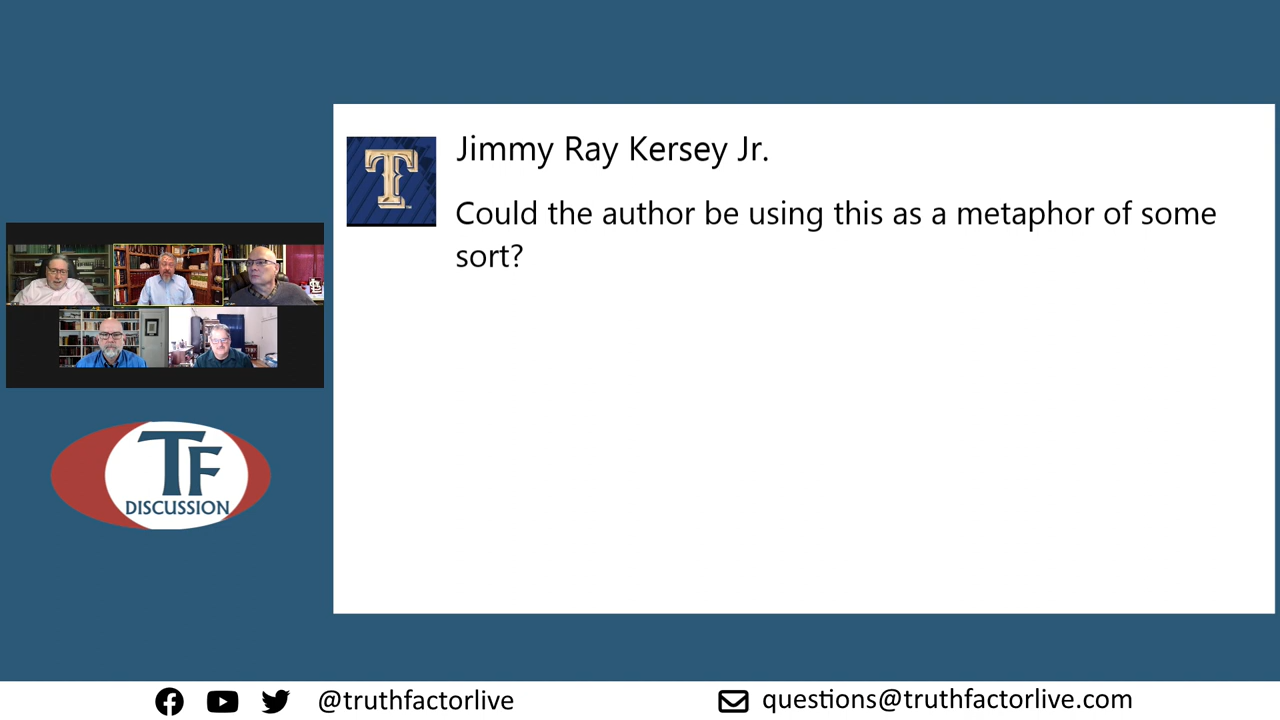 Jimmy Ray Kersey Jr.
Could the author be using this as a metaphor of some
sort?
T
TF
DISCUSSION
@truthfactorlive
questions@truthfactorlive.com